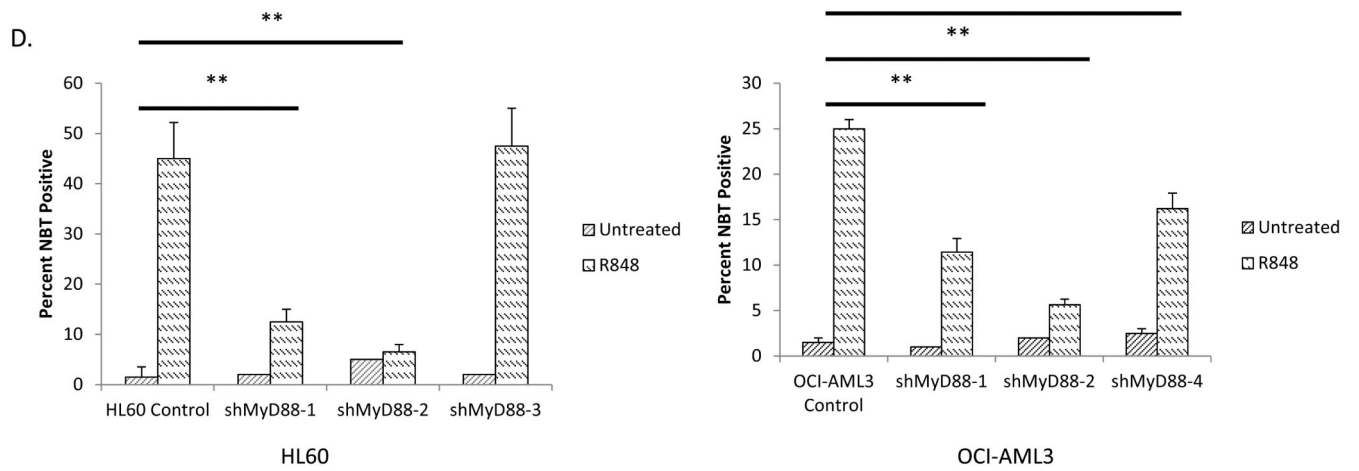 D.
**
**
60
50
40
30
20
10
0
Percent NBT Positive
HL60 Control
shMyD88-1
shMyD88-2
shMyD88-3
Untreated
R848
HL60
**
**
30
25
20
15
10
5
0
Percent NBT Positive
OCI-AML3
Control
shMyD88-1
shMyD88-2
shMyD88-4
Untreated
R848
OCI-AML3